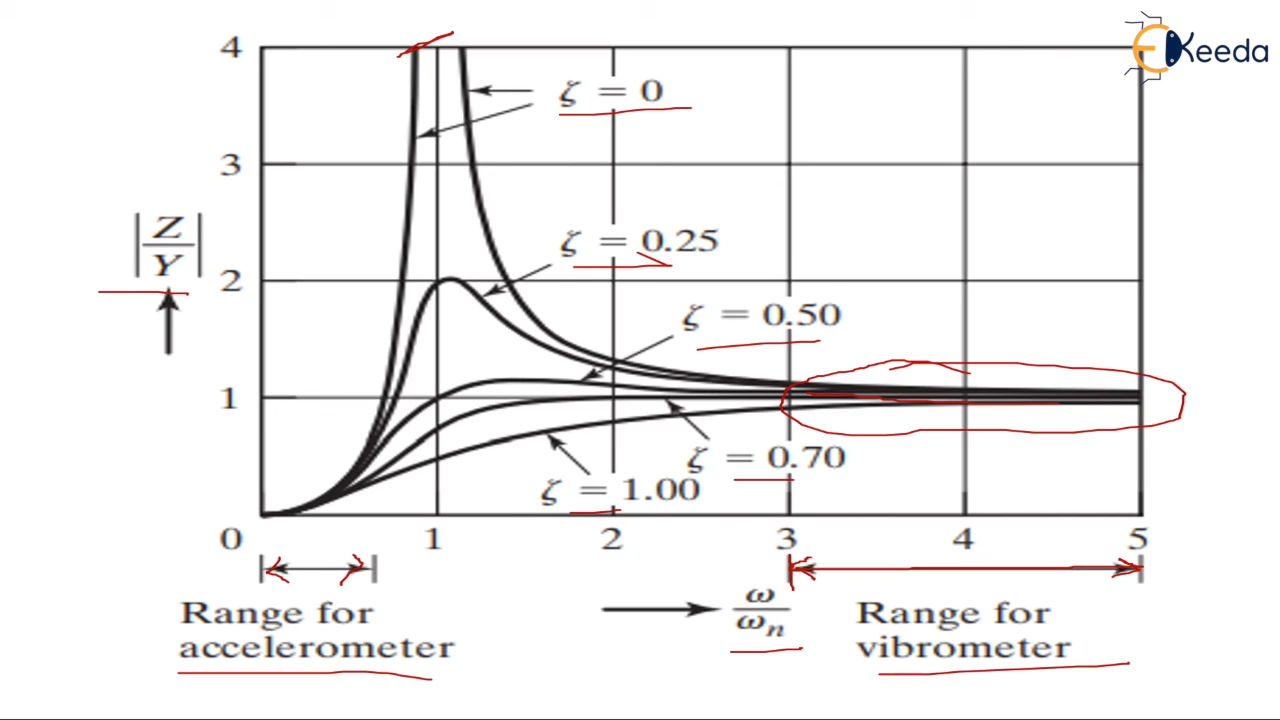 Keeda
4
ζ = 0
3
|Z/Y|
ζ = 0.25
2
ζ = 0.50
1
ζ = 0.70
ζ = 1.00
0 1 2 3 4 5
Range for
accelerometer
ω/ωn
Range for
vibrometer